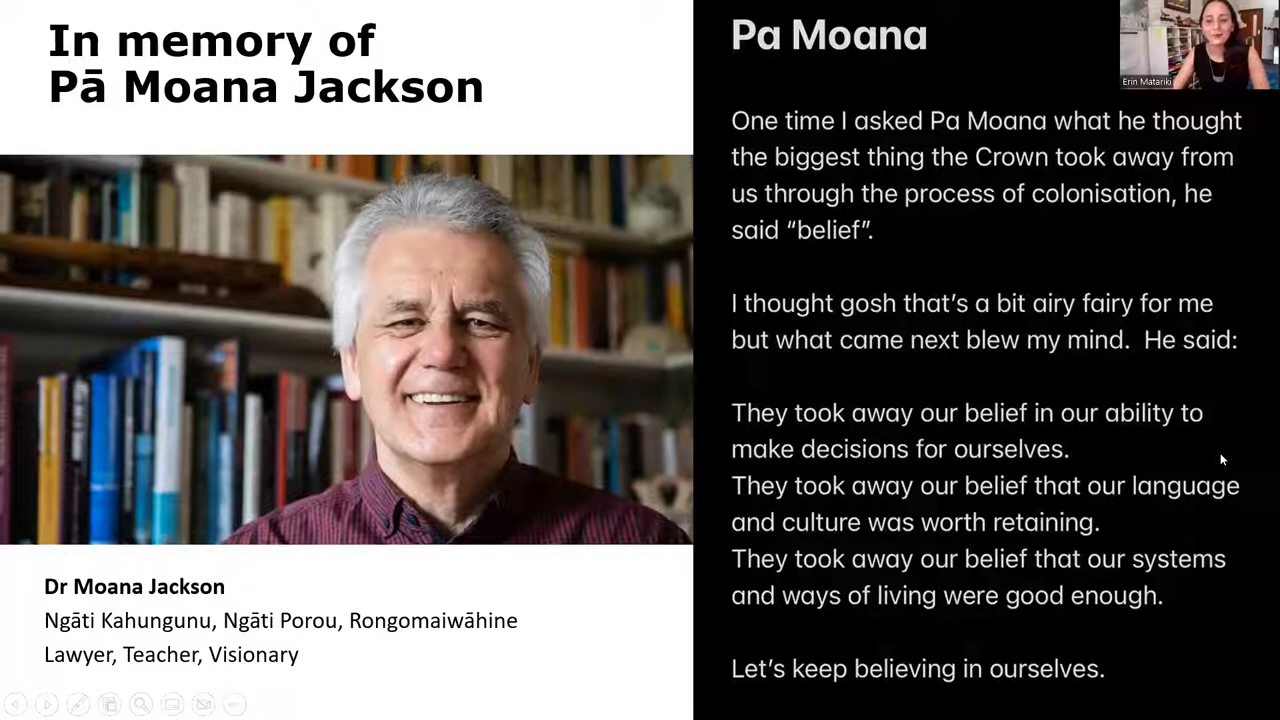 In memory of
Pā Moana Jackson
Dr Moana Jackson
Ngāti Kahungunu, Ngāti Porou, Rongomaiwāhine
Lawyer, Teacher, Visionary
Pa Moana
One time I asked Pa Moana what he thought
the biggest thing the Crown took away from
us through the process of colonisation, he
said “belief”.
I thought gosh that’s a bit airy fairy for me
but what came next blew my mind.  He said:
They took away our belief in our ability to
make decisions for ourselves.
They took away our belief that our language
and culture was worth retaining.
They took away our belief that our systems
and ways of living were good enough.
Let’s keep believing in ourselves.
Erin Matariki